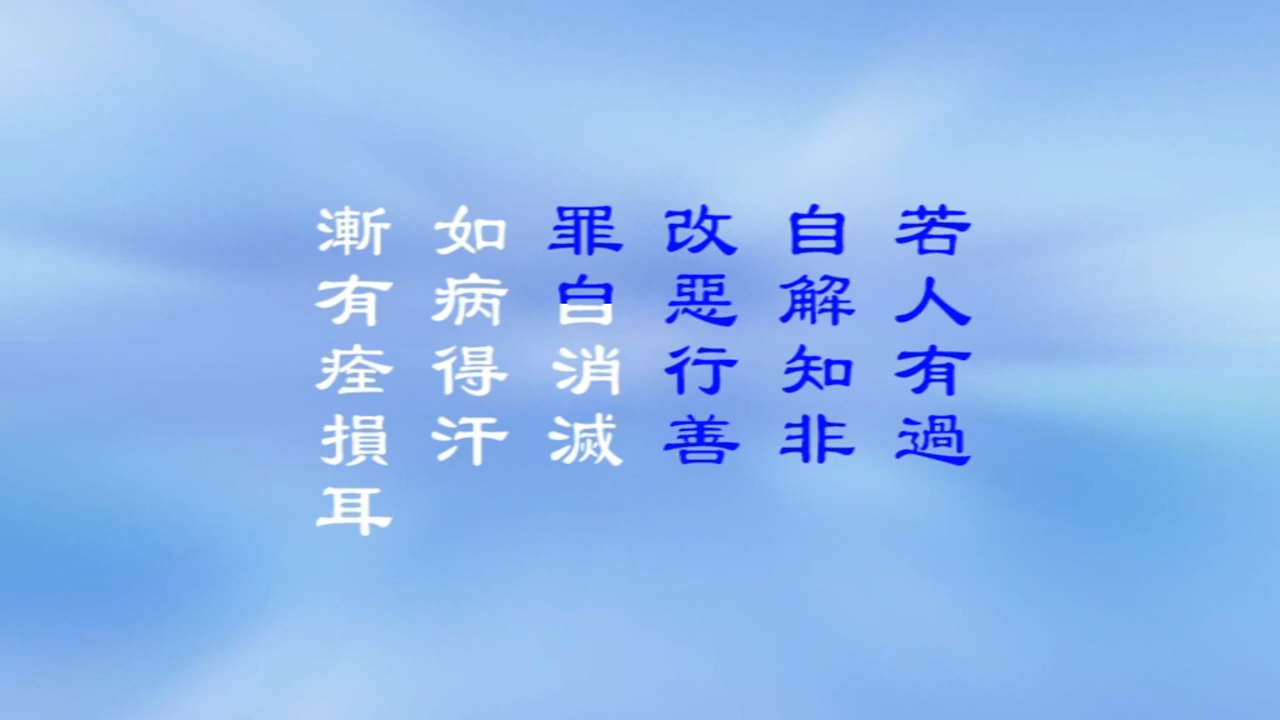 若人有過
自解知非
改惡行善
罪自消滅
如病得汗
漸有痊損耳